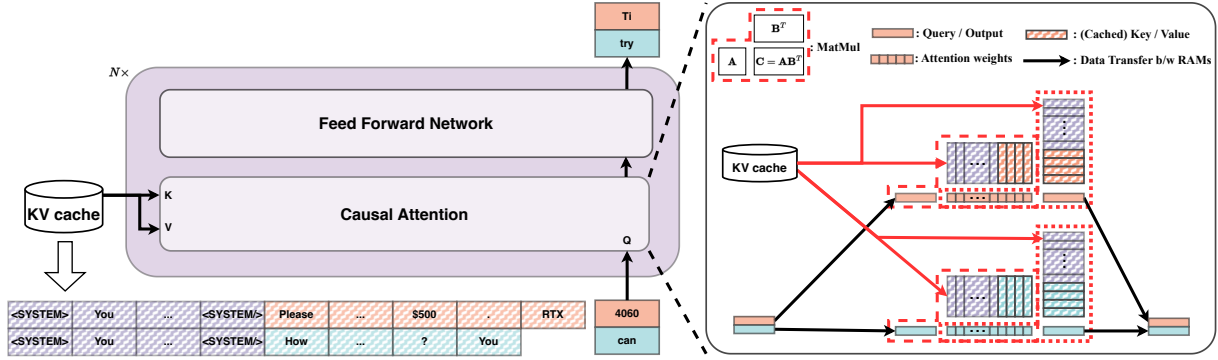 Ti
try
N×
Feed Forward Network
Causal Attention
K
V
Q
KV cache
<SYSTEM> You ... <SYSTEM/> Please ... $500 . RTX 4060
<SYSTEM> You ... <SYSTEM/> How ... ? You can
B^T
A
C = AB^T
: MatMul
: Query / Output
: (Cached) Key / Value
: Attention weights
: Data Transfer b/w RAMs
KV cache
...
...
...
...
...
...